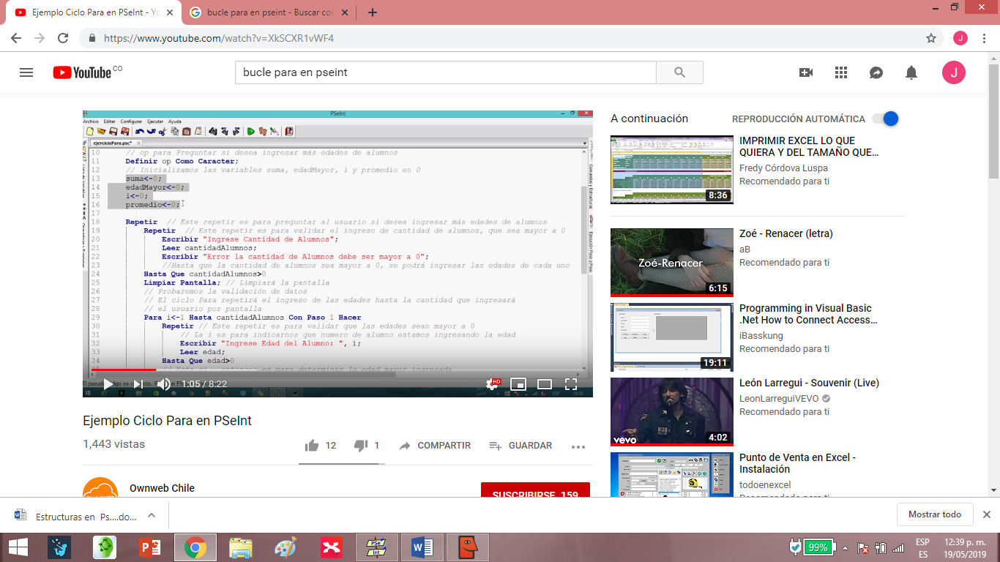 Ejemplo Ciclo Para en PSeInt - Yo
bucle para en pseint - Buscar con
https://www.youtube.com/watch?v=XkSCXR1vWF4
J
YouTube CO
bucle para en pseint
J
PSeInt
Archivo Editar Configurar Ejecutar Ayuda
ejercicioPara.psc*
10 // op para Preguntar si desea ingresar más edades de alumnos
11 Definir op Como Caracter;
12 // Inicializamos las variables suma, edadMayor, i y promedio en 0
13 suma<-0;
14 edadMayor<-0;
15 i<-0;
16 promedio<-0;
17
18 Repetir // Este repetir es para preguntar al usuario si desea ingresar más edades de alumnos
19 Repetir // Este repetir es para validar el ingreso de cantidad de alumnos, que sea mayor a 0
20 Escribir "Ingrese Cantidad de Alumnos";
21 Leer cantidadAlumnos;
22 Escribir "Error la cantidad de Alumnos debe ser mayor a 0";
23 //Hasta que la cantidad de alumnos sea mayor a 0, se podrá ingresar las edades de cada uno
24 Hasta Que cantidadAlumnos>0
25 Limpiar Pantalla; // Limpiará la pantalla
26 // Probaremos la validación de datos
27 // El ciclo Para repetirá el ingreso de las edades hasta la cantidad que ingresará
28 // el usuario por pantalla
29 Para i<-1 Hasta cantidadAlumnos Con Paso 1 Hacer
30 Repetir // Este repetir es para validar que las edades sean mayor a 0
31 // La i es para indicarnos que numero de alumno estamos ingresando la edad
32 Escribir "Ingrese Edad del Alumno: ", i;
33 Leer edad;
34 Hasta Que edad>0
Comandos y Estructuras
Ejecución Paso a Paso
1:05 / 8:22
HD
Ejemplo Ciclo Para en PSeInt
1,443 vistas
12
1
COMPARTIR
GUARDAR
Ownweb Chile
SUSCRIBIRSE 159
A continuación
REPRODUCCIÓN AUTOMÁTICA
8:36
IMPRIMIR EXCEL LO QUE
QUIERA Y DEL TAMAÑO QUE...
Fredy Córdova Luspa
Recomendado para ti
Zoé-Renacer
6:15
Zoé - Renacer (letra)
aB
Recomendado para ti
19:11
Programming in Visual Basic
.Net How to Connect Access...
iBasskung
Recomendado para ti
vevo
4:02
León Larregui - Souvenir (Live)
LeonLarreguiVEVO
Recomendado para ti
Punto de Venta en Excel -
Instalación
todoenexcel
Recomendado para ti
Estructuras en Ps....do...
Mostrar todo
PSe
Int
99%
ESP
ES
12:39 p. m.
19/05/2019